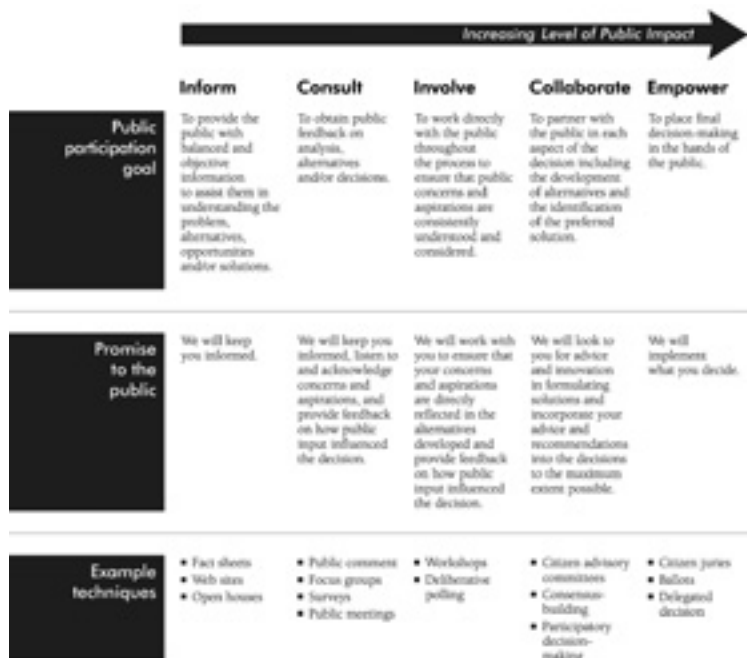 Increasing Level of Public Impact
Inform
Consult
Involve
Collaborate
Empower
Public
participation
goal
To provide the
public with
balanced and
objective
information
to assist them in
understanding the
problem,
alternatives,
opportunities
and/or solutions.
To obtain public
feedback on
analysis,
alternatives
and/or decisions.
To work directly
with the public
throughout
the process to
ensure that public
concerns and
aspirations are
consistently
understood and
considered.
To partner with
the public in each
aspect of the
decision including
the development
of alternatives and
the identification
of the preferred
solution.
To place final
decision-making
in the hands of
the public.
Promise
to the
public
We will keep
you informed.
We will keep you
informed, listen to
and acknowledge
concerns and
aspirations, and
provide feedback
on how public
input influenced
the decision.
We will work with
you to ensure that
your concerns
and aspirations
are directly
reflected in the
alternatives
developed and
provide feedback
on how public
input influenced
the decision.
We will look to
you for advice
and innovation
in formulating
solutions and
incorporate your
advice and
recommendations
into the decisions
to the maximum
extent possible.
We will
implement
what you decide.
Example
techniques
• Fact sheets
• Web sites
• Open houses
• Public comment
• Focus groups
• Surveys
• Public meetings
• Workshops
• Deliberative
polling
• Citizen advisory
committees
• Consensus-
building
• Participatory
decision-
making
• Citizen juries
• Ballots
• Delegated
decision